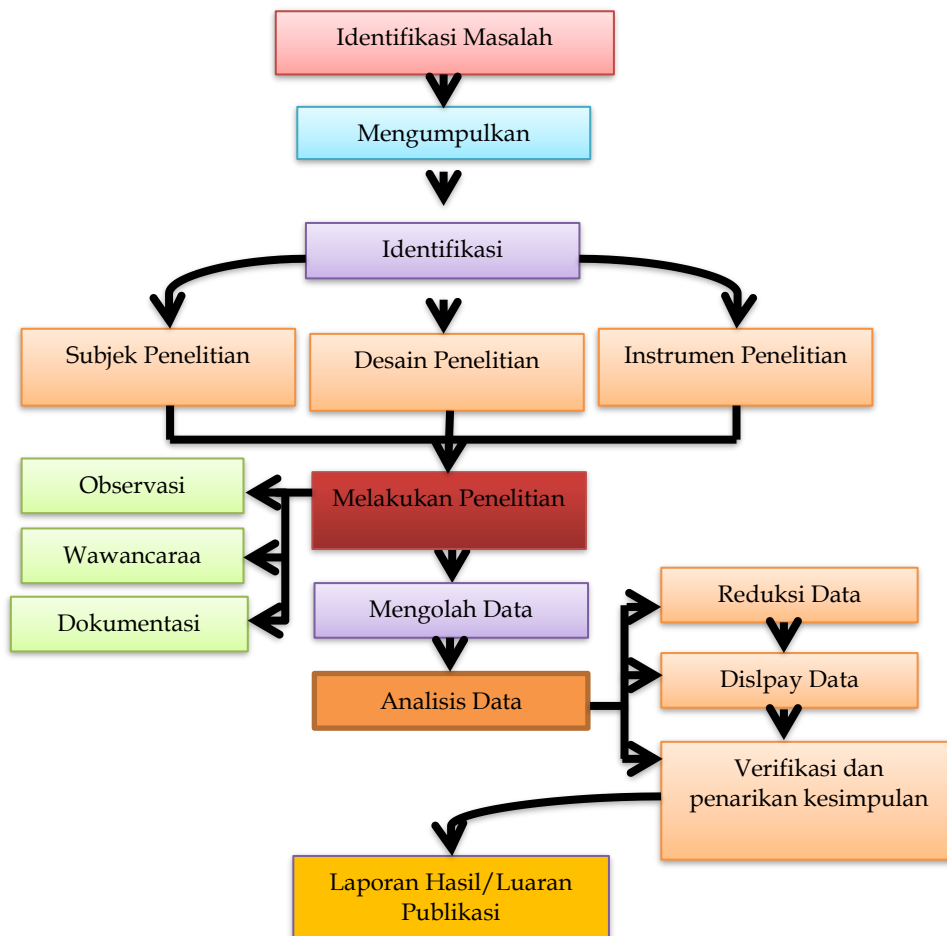 Identifikasi Masalah
Mengumpulkan
Identifikasi
Subjek Penelitian
Desain Penelitian
Instrumen Penelitian
Observasi
Wawancaraa
Dokumentasi
Melakukan Penelitian
Mengolah Data
Analisis Data
Reduksi Data
Dislpay Data
Verifikasi dan
penarikan kesimpulan
Laporan Hasil/Luaran
Publikasi